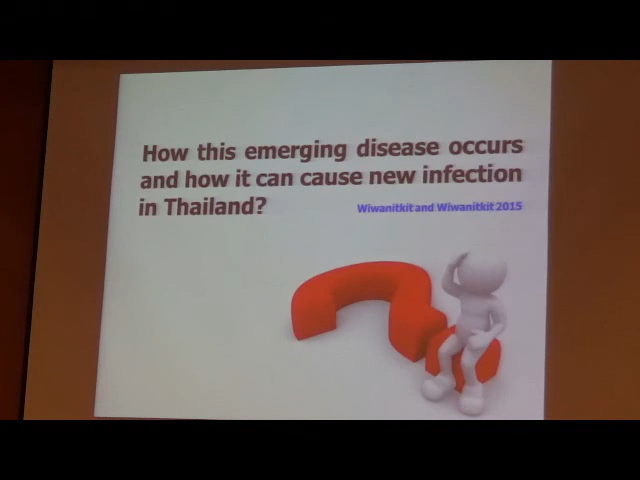 How this emerging disease occurs
and how it can cause new infection
in Thailand?
Wiwanitkit and Wiwanitkit 2015